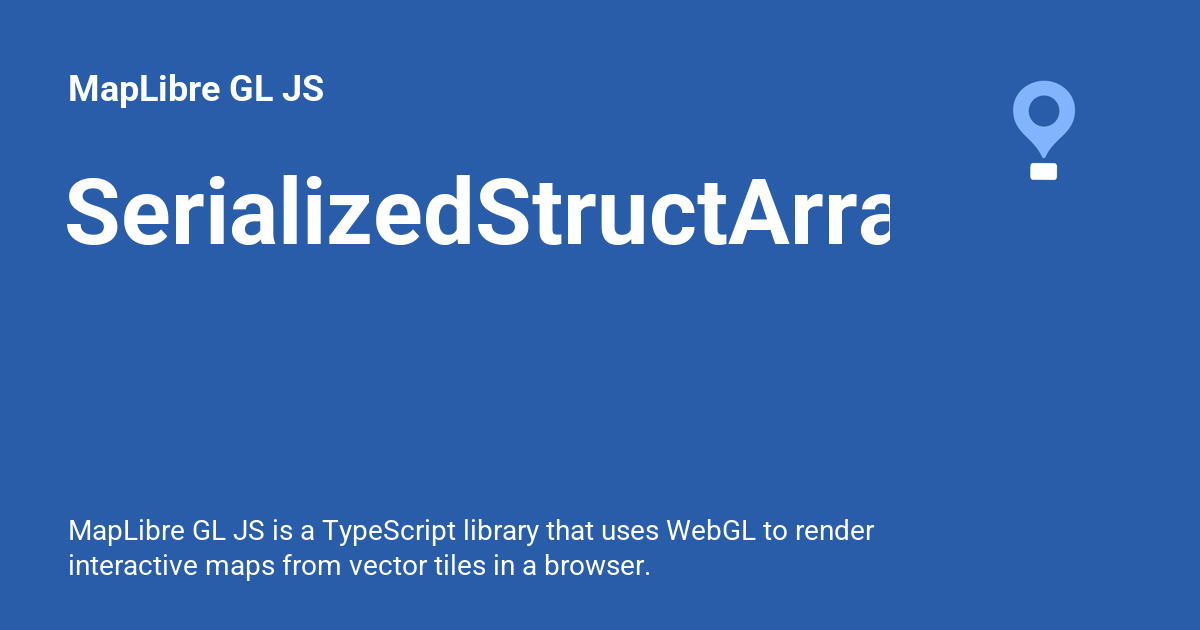 MapLibre GL JS
SerializedStructArra
MapLibre GL JS is a TypeScript library that uses WebGL to render
interactive maps from vector tiles in a browser.